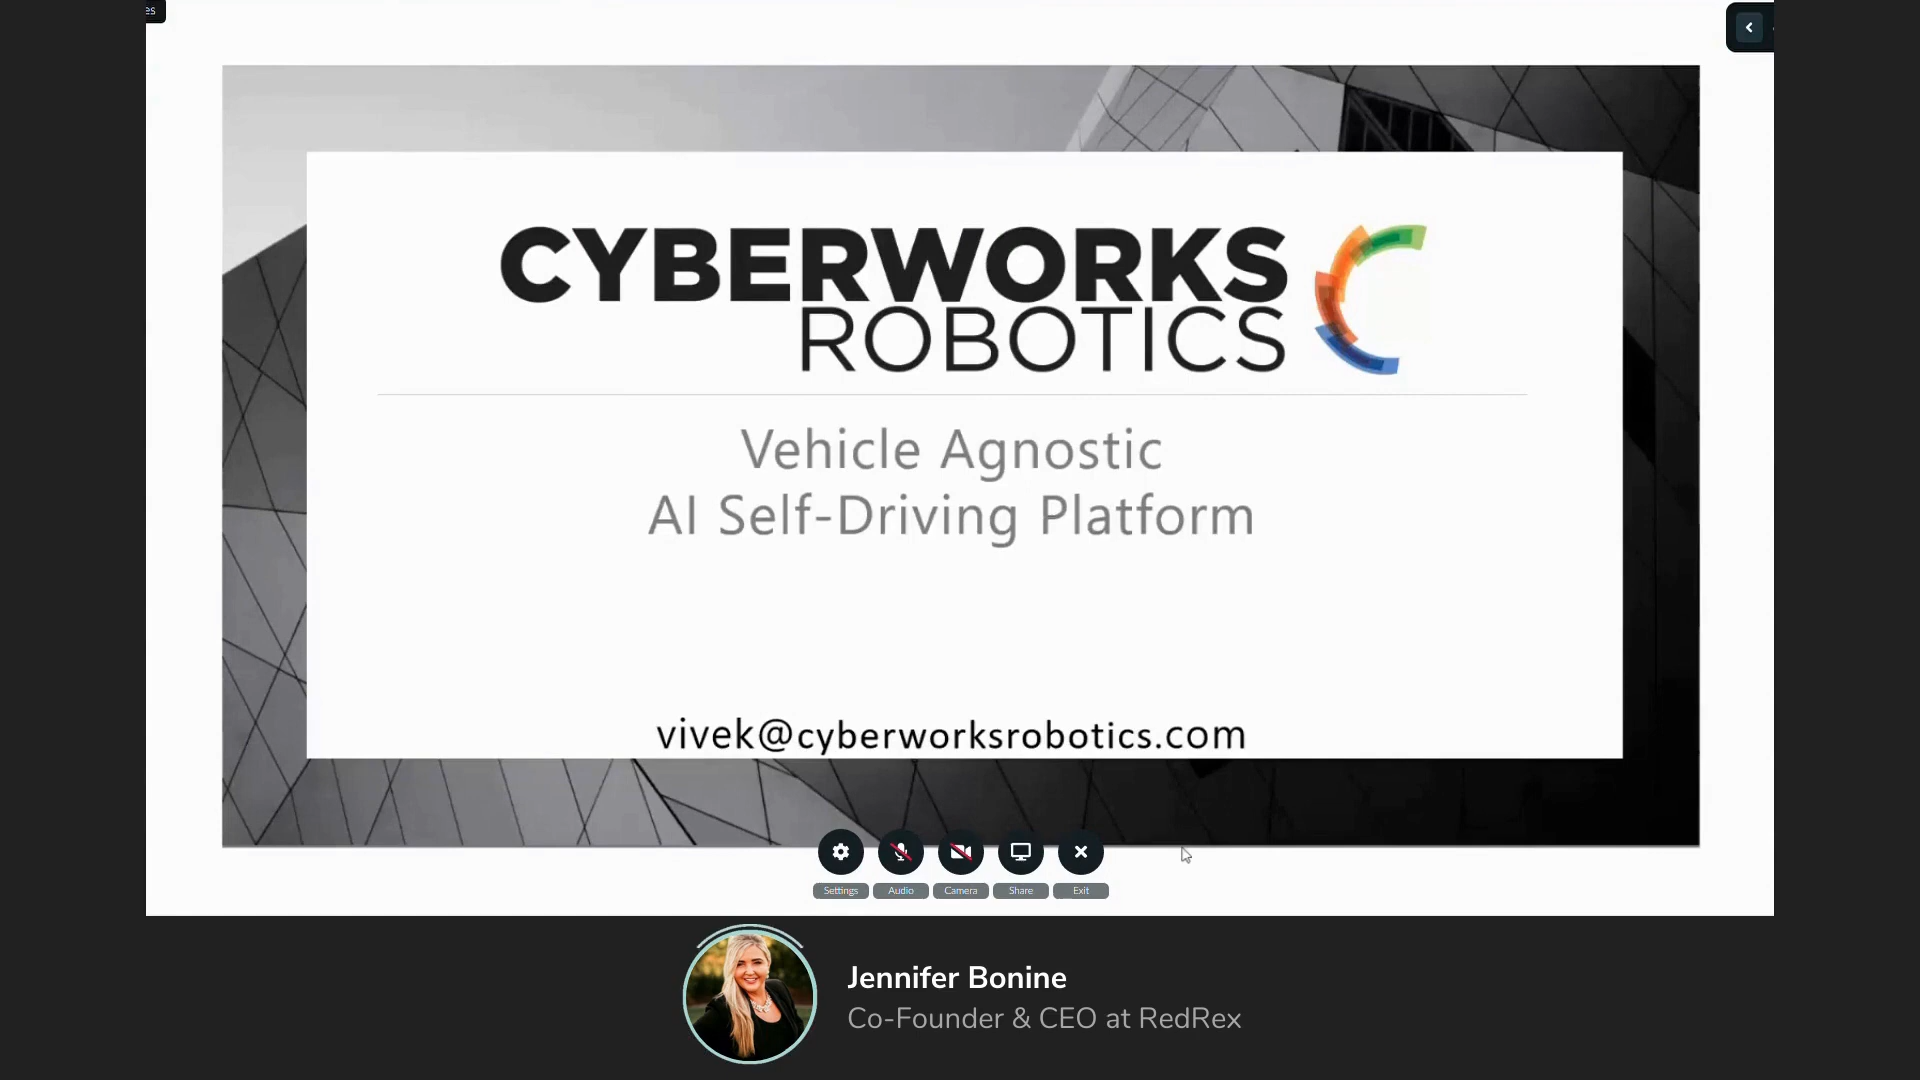 es
CYBERWORKS
ROBOTICS
Vehicle Agnostic
AI Self-Driving Platform
vivek@cyberworksrobotics.com
Settings Audio Camera Share Exit
Jennifer Bonine
Co-Founder & CEO at RedRex